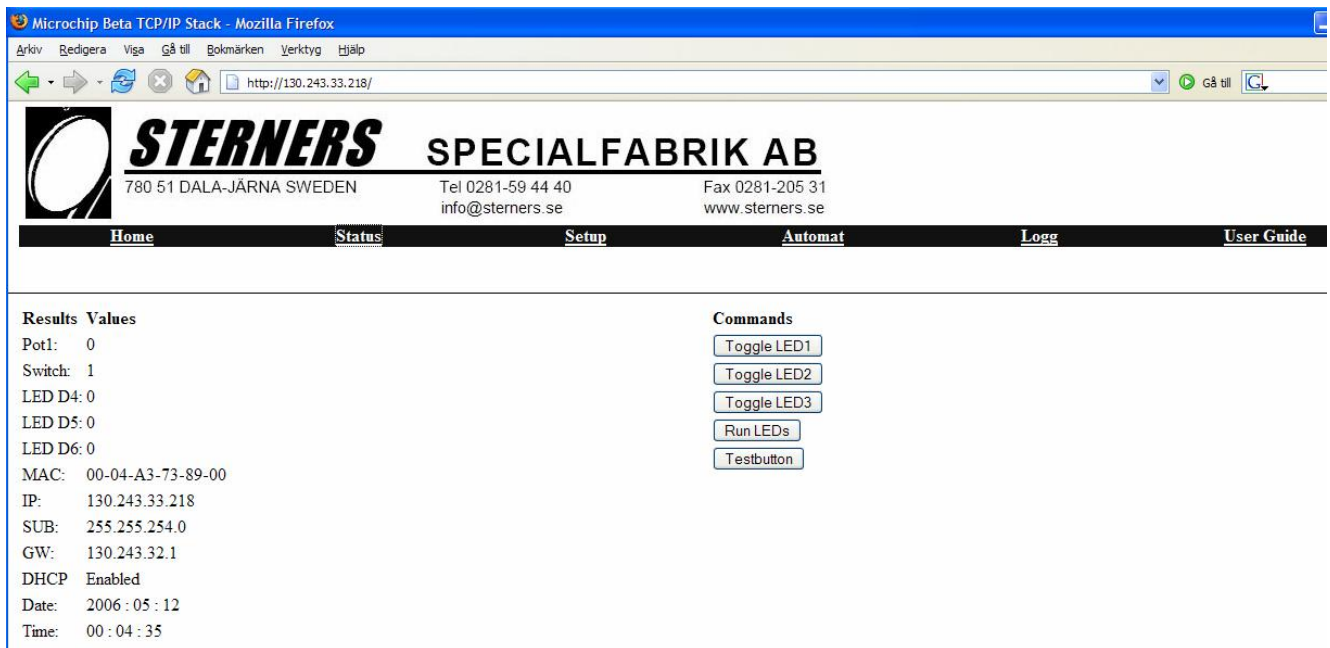 Microchip Beta TCP/IP Stack - Mozilla Firefox
Arkiv Redigera Visa Gå till Bokmärken Verktyg Hjälp
http://130.243.33.218/ Gå till G
STERNERS SPECIALFABRIK AB
780 51 DALA-JÄRNA SWEDEN Tel 0281-59 44 40 Fax 0281-205 31
info@sterners.se www.sterners.se
Home Status Setup Automat Logg User Guide
Results Values Commands
Pot1: 0 Toggle LED1
Switch: 1 Toggle LED2
LED D4: 0 Toggle LED3
LED D5: 0 Run LEDs
LED D6: 0 Testbutton
MAC: 00-04-A3-73-89-00
IP: 130.243.33.218
SUB: 255.255.254.0
GW: 130.243.32.1
DHCP Enabled
Date: 2006 : 05 : 12
Time: 00 : 04 : 35